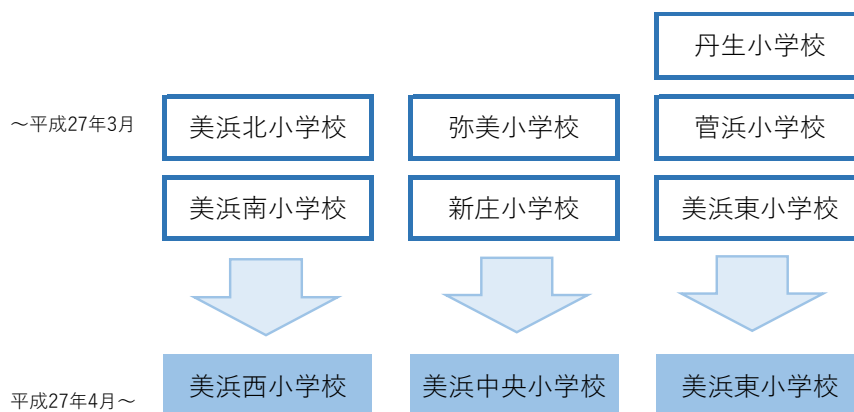 丹生小学校
～平成27年3月
美浜北小学校
弥美小学校
菅浜小学校
美浜南小学校
新庄小学校
美浜東小学校
美浜西小学校
美浜中央小学校
美浜東小学校
平成27年4月～